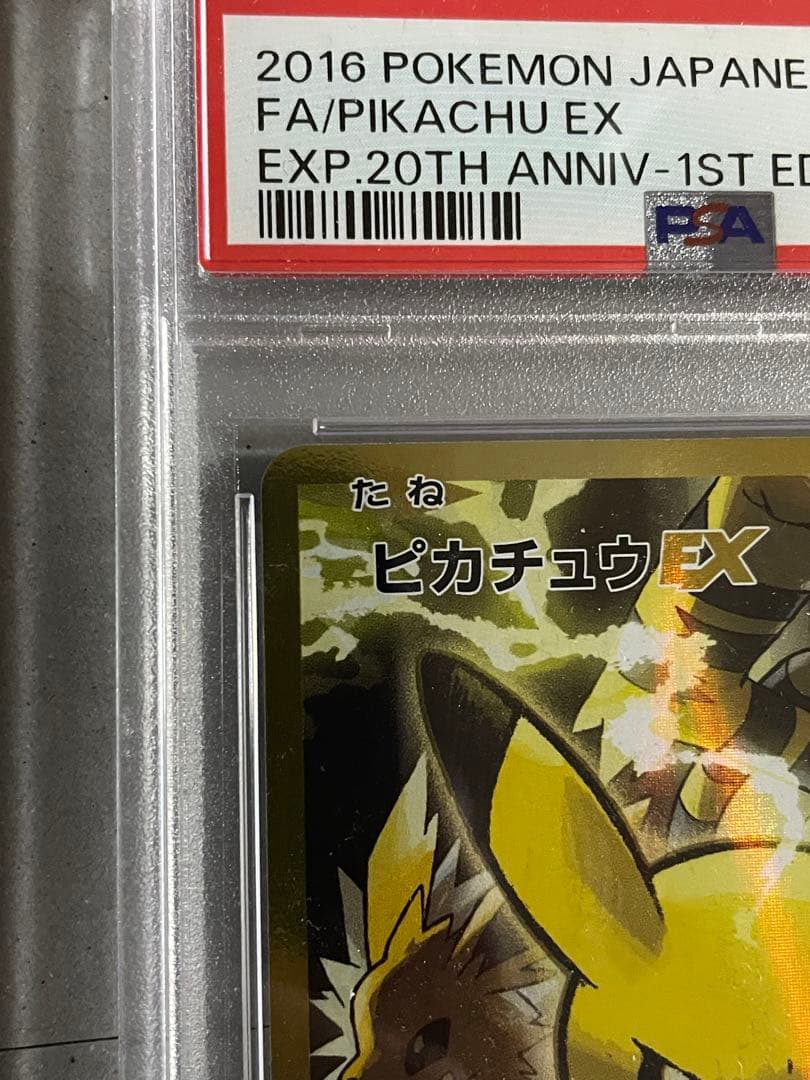 2016 POKEMON JAPANE
FA/PIKACHU EX
EXP.20TH ANNIV-1ST ED
PSA
たね
ピカチュウEX